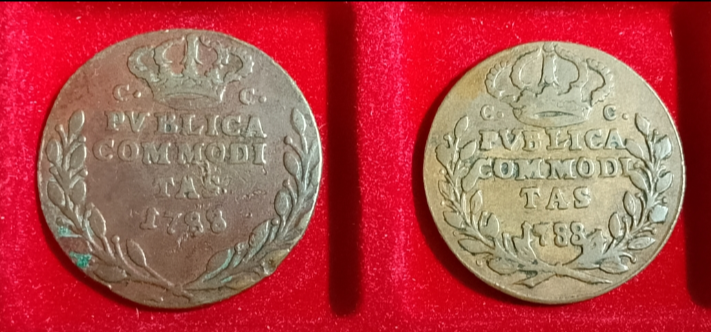 C. C.
PVBLICA
COMMODI
TAS
1788
C. C.
PVBLICA
COMMODI
TAS
1788